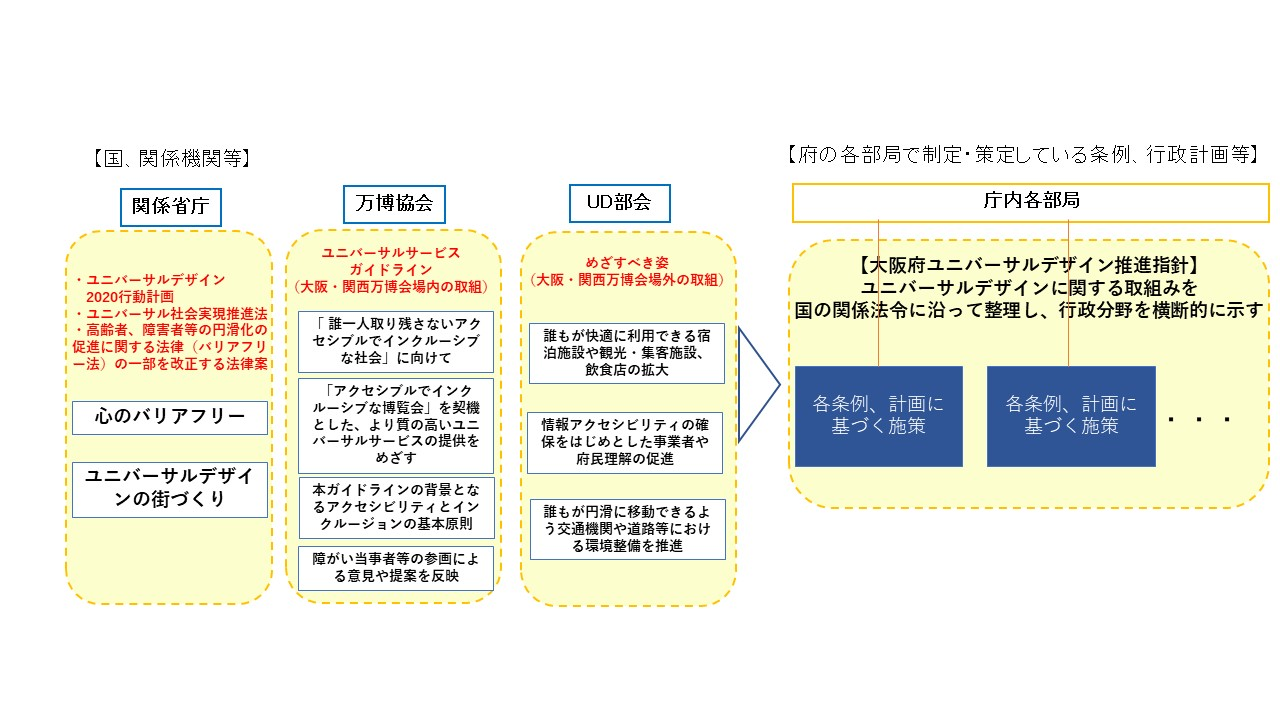 【国、関係機関等】
関係省庁
・ユニバーサルデザイン
2020行動計画
・ユニバーサル社会実現推進法
・高齢者、障害者等の円滑化の
促進に関する法律（バリアフリ
ー法）の一部を改正する法律案
心のバリアフリー
ユニバーサルデザイ
ンの街づくり
万博協会
ユニバーサルサービス
ガイドライン
（大阪・関西万博会場内の取組）
「 誰一人取り残さないアク
セシブルでインクルーシブ
な社会」に向けて
「アクセシブルでインク
ルーシブな博覧会」を契機
とした、より質の高いユニ
バーサルサービスの提供を
めざす
本ガイドラインの背景とな
るアクセシビリティとイン
クルージョンの基本原則
障がい当事者等の参画によ
る意見や提案を反映
UD部会
めざすべき姿
（大阪・関西万博会場外の取組）
誰もが快適に利用できる宿
泊施設や観光・集客施設、
飲食店の拡大
情報アクセシビリティの確
保をはじめとした事業者や
府民理解の促進
誰もが円滑に移動できるよ
う交通機関や道路等におけ
る環境整備を推進
【府の各部局で制定・策定している条例、行政計画等】
庁内各部局
【大阪府ユニバーサルデザイン推進指針】
ユニバーサルデザインに関する取組みを
国の関係法令に沿って整理し、行政分野を横断的に示す
各条例、計画に
基づく施策
各条例、計画に
基づく施策
・・・